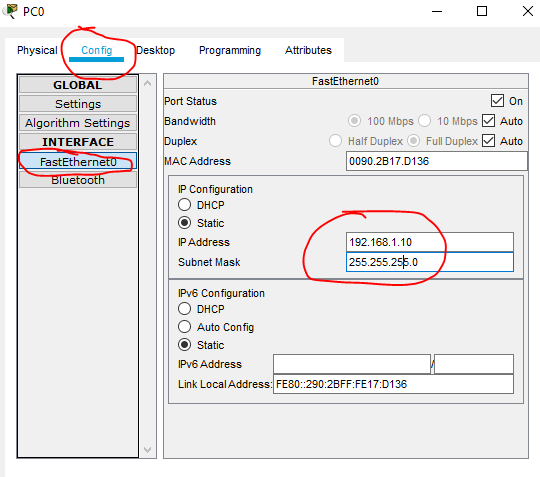 PC0
Physical Config Desktop Programming Attributes
GLOBAL
Settings
Algorithm Settings
INTERFACE
FastEthernet0
Bluetooth
FastEthernet0
Port Status On
Bandwidth 100 Mbps 10 Mbps Auto
Duplex Half Duplex Full Duplex Auto
MAC Address 0090.2B17.D136
IP Configuration
DHCP
Static
IP Address 192.168.1.10
Subnet Mask 255.255.255.0
IPv6 Configuration
DHCP
Auto Config
Static
IPv6 Address /
Link Local Address: FE80::290:2BFF:FE17:D136